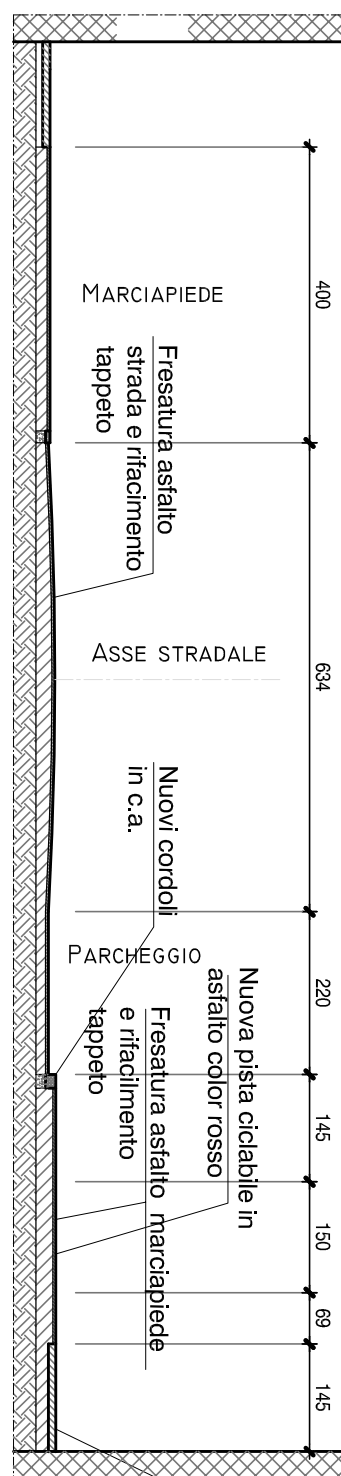 400
MARCIAPIEDE
Fresatura asfalto
strada e rifacimento
tappeto
634
ASSE STRADALE
Nuovi cordoli
in c.a.
220
PARCHEGGIO
Nuova pista ciclabile in
asfalto color rosso
Fresatura asfalto marciapiede
e rifacilmento
tappeto
145
150
69
145